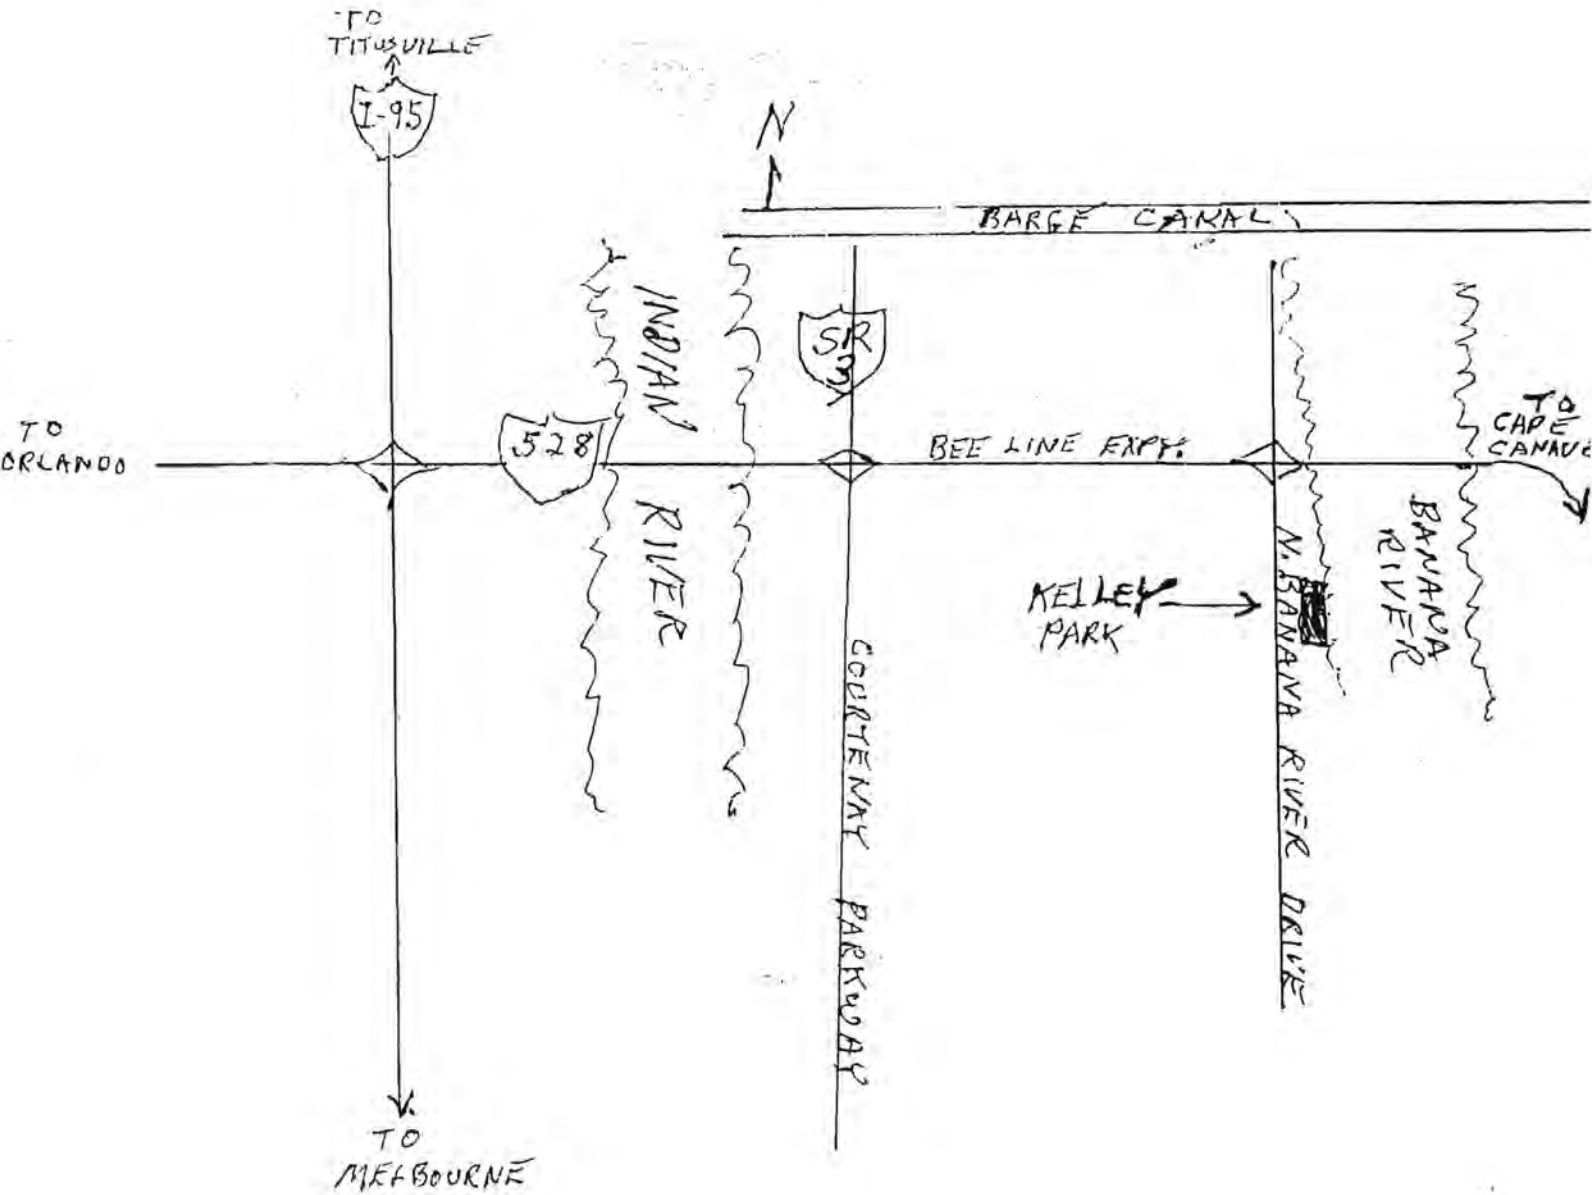 TO
TITUSVILLE
I-95
N
BARGE CANAL
INDIAN RIVER
SR
3
TO
ORLANDO
528
BEE LINE EXPY.
TO
CAPE
CANAVE
KELLEY
PARK
N. BANANA RIVER DRIVE
BANANA
RIVER
COURTENAY PARKWAY
TO
MELBOURNE